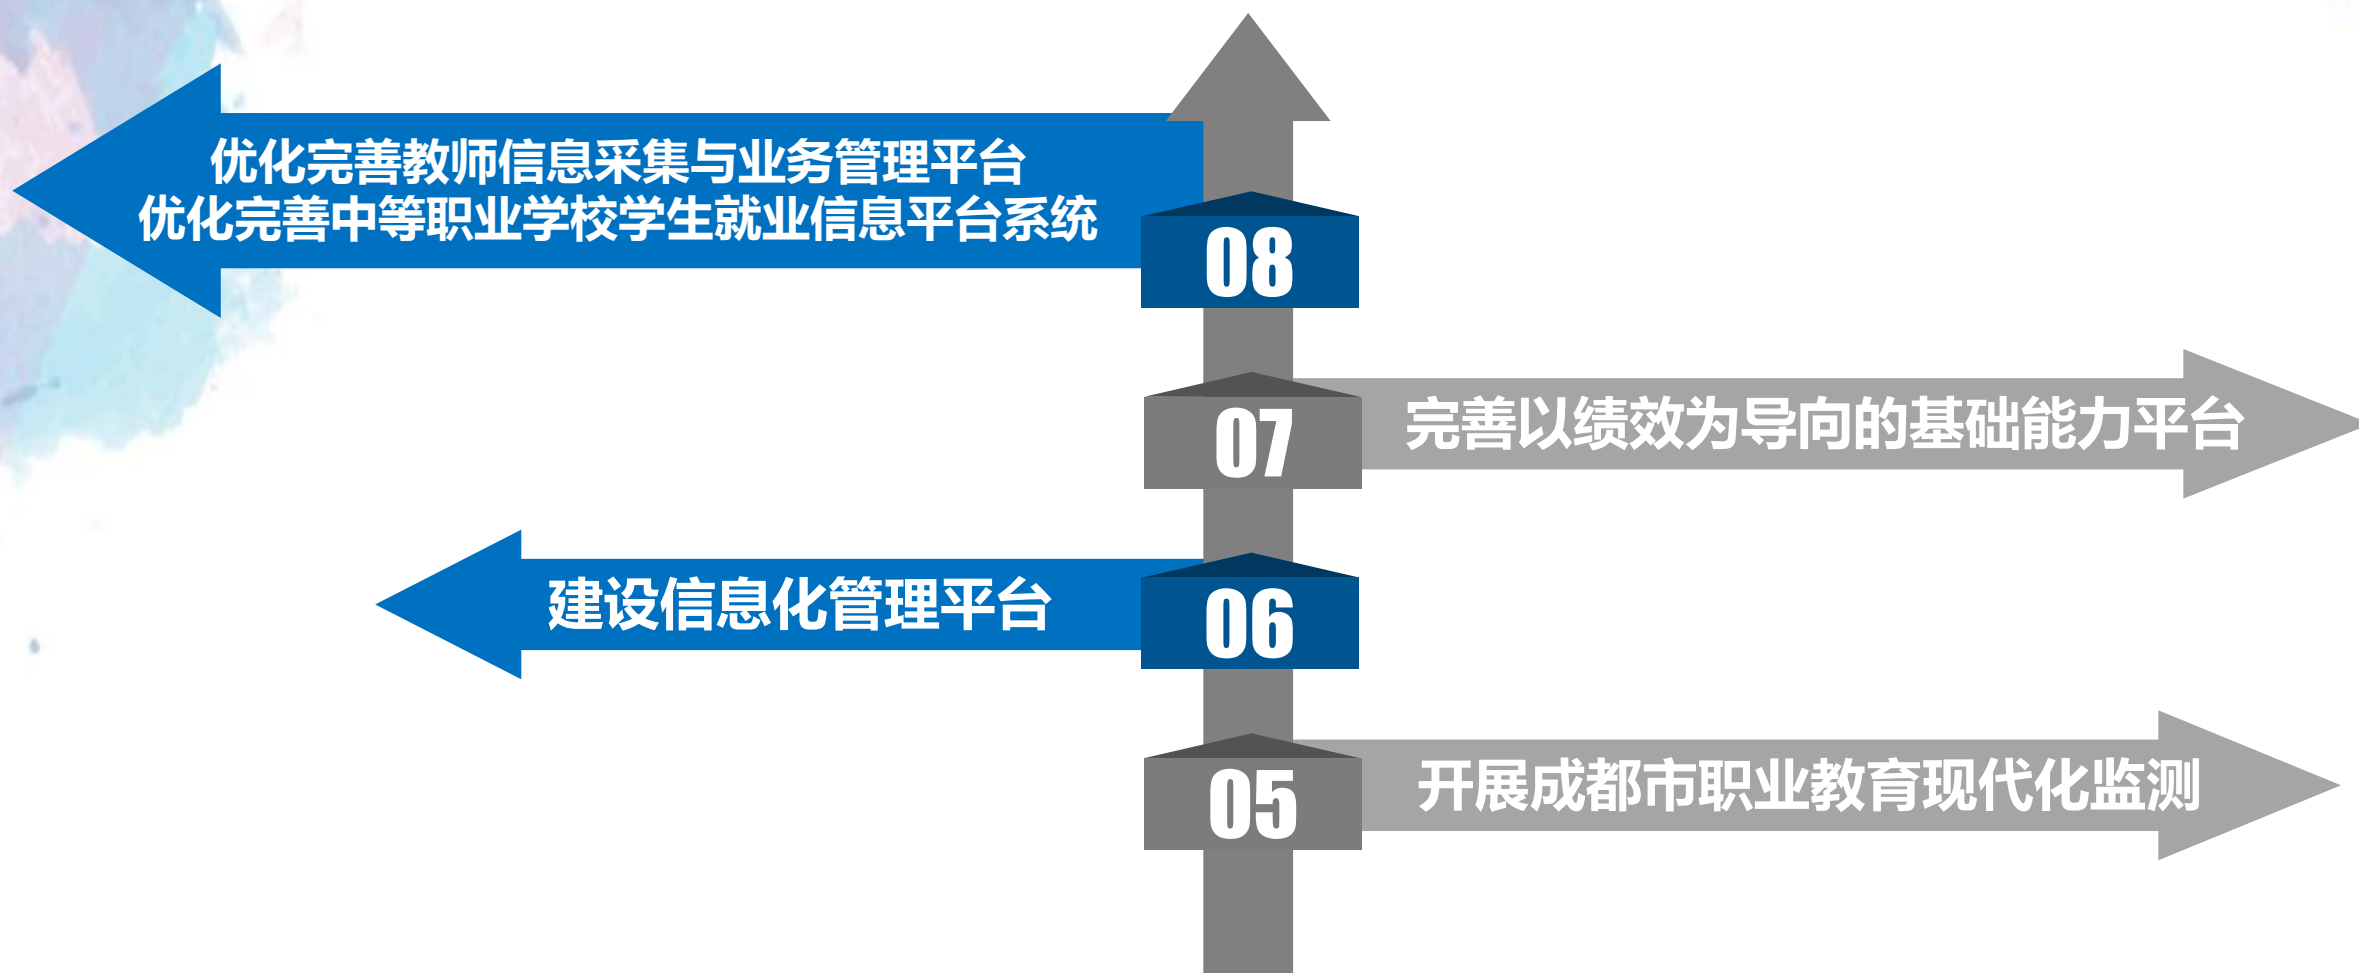 优化完善教师信息采集与业务管理平台
优化完善中等职业学校学生就业信息平台系统
08
07
完善以绩效为导向的基础能力平台
建设信息化管理平台
06
05
开展成都市职业教育现代化监测